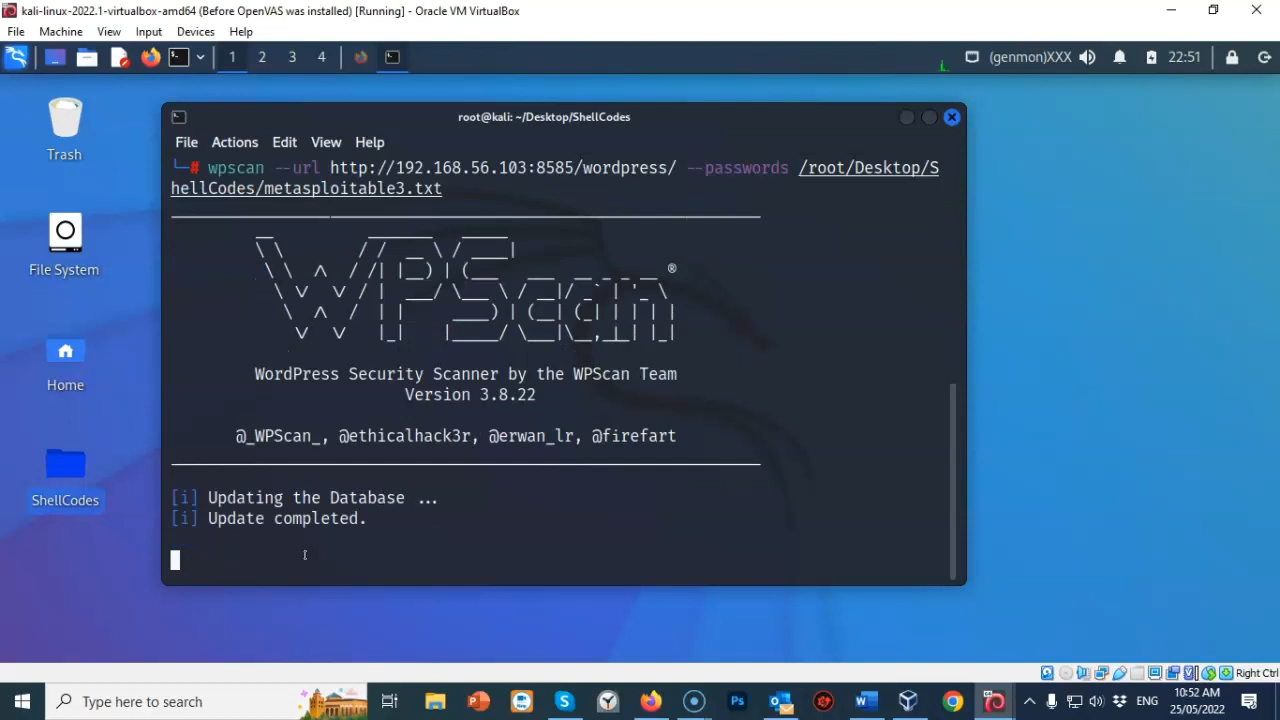 kali-linux-2022.1-virtualbox-amd64 (Before OpenVAS was installed) [Running] - Oracle VM VirtualBox
File Machine View Input Devices Help
1 2 3 4 (genmon)XXX 22:51
Trash
File System
Home
ShellCodes
root@kali: ~/Desktop/ShellCodes
File Actions Edit View Help
└─# wpscan --url http://192.168.56.103:8585/wordpress/ --passwords /root/Desktop/S
hellCodes/metasploitable3.txt
WPScan ®
WordPress Security Scanner by the WPScan Team
Version 3.8.22
@_WPScan_, @ethicalhack3r, @erwan_lr, @firefart
[i] Updating the Database ...
[i] Update completed.
Right Ctrl
Type here to search
ENG
10:52 AM
25/05/2022